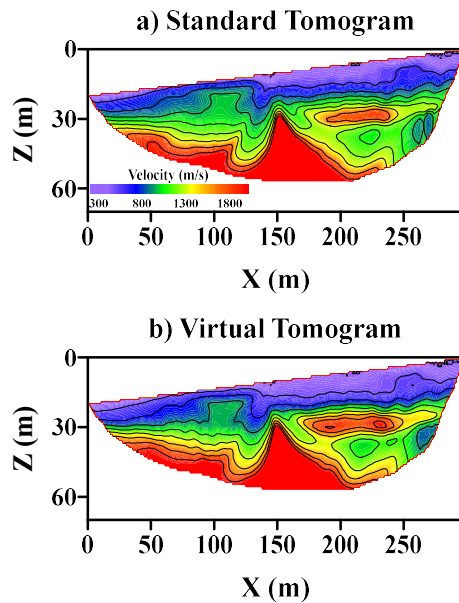 a) Standard Tomogram
0
30
60
Z (m)
Velocity (m/s)
300 800 1300 1800
0 50 100 150 200 250
X (m)
b) Virtual Tomogram
0
30
60
Z (m)
0 50 100 150 200 250
X (m)